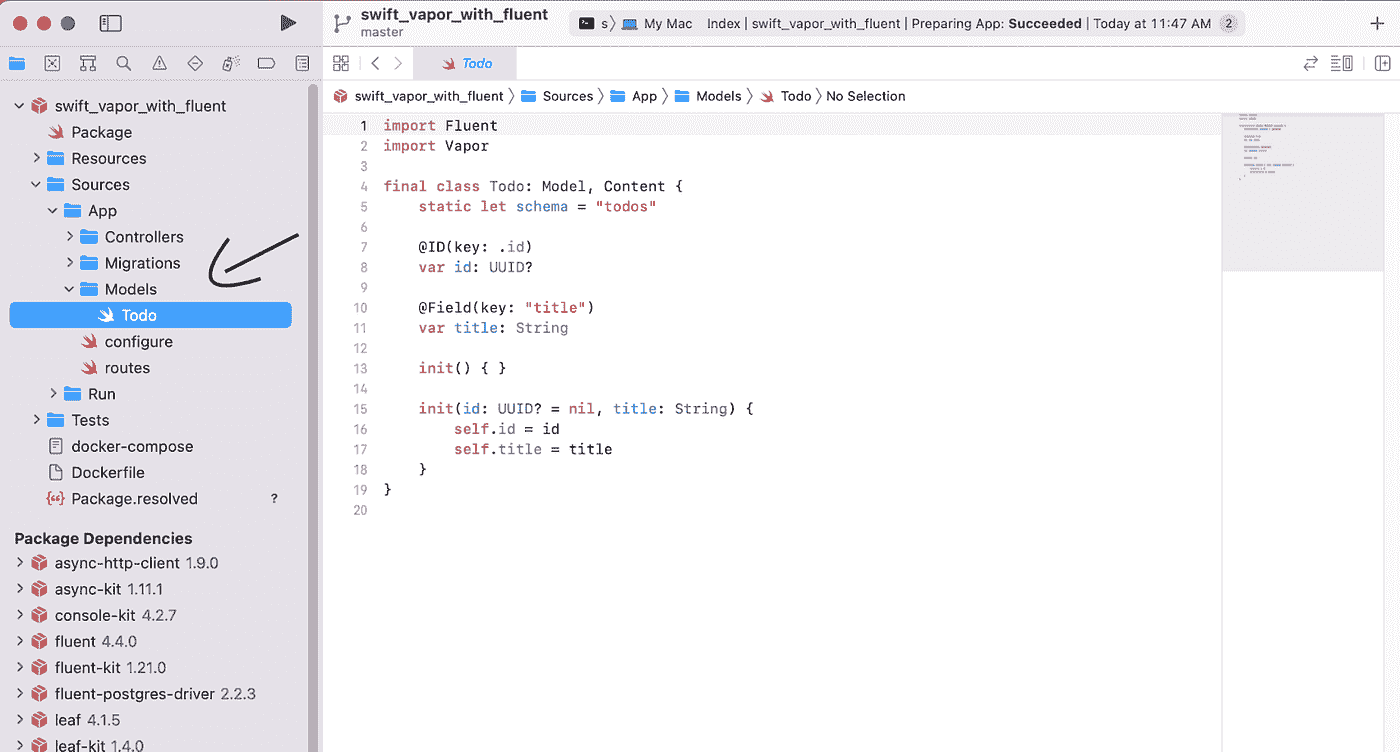 swift_vapor_with_fluent
master
s〉 My Mac Index | swift_vapor_with_fluent | Preparing App: Succeeded | Today at 11:47 AM 2
Todo
swift_vapor_with_fluent 〉 Sources 〉 App 〉 Models 〉 Todo 〉 No Selection
swift_vapor_with_fluent
Package
Resources
Sources
App
Controllers
Migrations
Models
Todo
configure
routes
Run
Tests
docker-compose
Dockerfile
Package.resolved ?
Package Dependencies
async-http-client 1.9.0
async-kit 1.11.1
console-kit 4.2.7
fluent 4.4.0
fluent-kit 1.21.0
fluent-postgres-driver 2.2.3
leaf 4.1.5
leaf-kit 1.4.0
1 import Fluent
2 import Vapor
3
4 final class Todo: Model, Content {
5     static let schema = "todos"
6
7     @ID(key: .id)
8     var id: UUID?
9
10     @Field(key: "title")
11     var title: String
12
13     init() { }
14
15     init(id: UUID? = nil, title: String) {
16         self.id = id
17         self.title = title
18     }
19 }
20